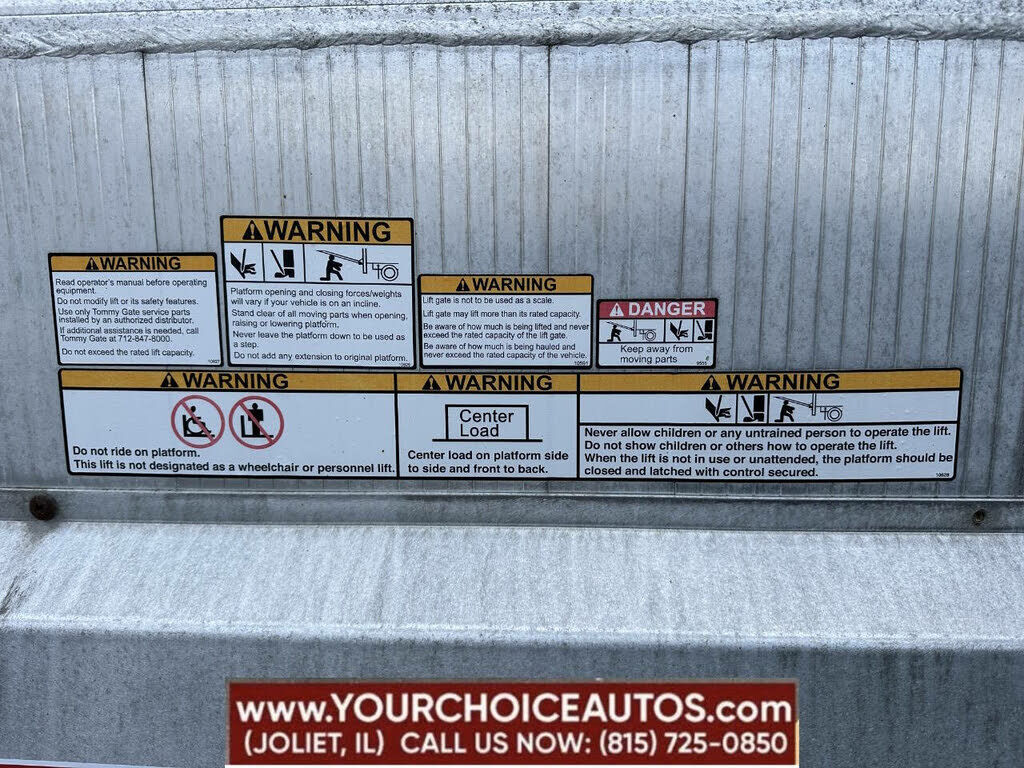 WARNING
Read operator's manual before operating
equipment.
Do not modify lift or its safety features.
Use only Tommy Gate service parts
installed by an authorized distributor.
If additional assistance is needed, call
Tommy Gate at 712-847-8000.
Do not exceed the rated lift capacity.
WARNING
Platform opening and closing forces/weights
will vary if your vehicle is on an incline.
Stand clear of all moving parts when opening,
raising or lowering platform.
Never leave the platform down to be used as
a step.
Do not add any extension to original platform.
WARNING
Lift gate is not to be used as a scale.
Lift gate may lift more than its rated capacity.
Be aware of how much is being lifted and never
exceed the rated capacity of the lift gate.
Be aware of how much is being hauled and
never exceed the rated capacity of the vehicle.
DANGER
Keep away from
moving parts
WARNING
Do not ride on platform.
This lift is not designated as a wheelchair or personnel lift.
WARNING
Center
Load
Center load on platform side
to side and front to back.
WARNING
Never allow children or any untrained person to operate the lift.
Do not show children or others how to operate the lift.
When the lift is not in use or unattended, the platform should be
closed and latched with control secured.
10628
www.YOURCHOICEAUTOS.com
(JOLIET, IL) CALL US NOW: (815) 725-0850